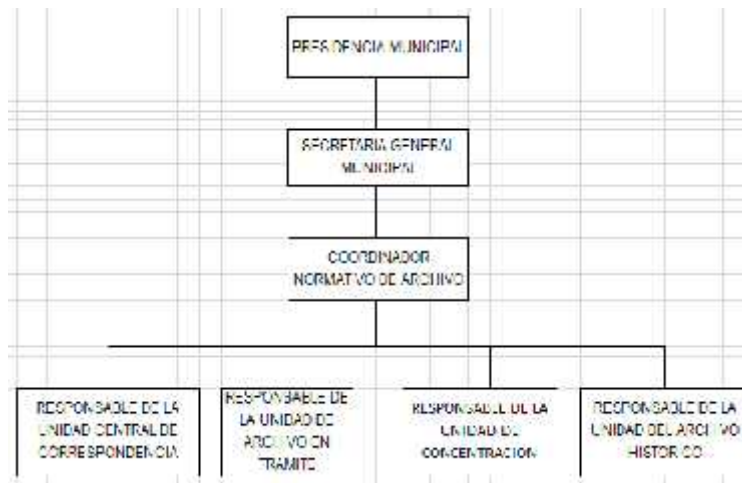 PRESIDENCIA MUNICIPAL
SECRETARIA GENERAL
MUNICIPAL
COORDINADOR
NORMATIVO DE ARCHIVO
RESPONSABLE DE LA
UNIDAD CENTRAL DE
CORRESPONDENCIA
RESPONSABLE DE
LA UNIDAD DE
ARCHIVO EN
TRAMITE
RESPONSABLE DE LA
UNIDAD DE
CONCENTRACION
RESPONSABLE DE LA
UNIDAD DEL ARCHIVO
HISTORICO